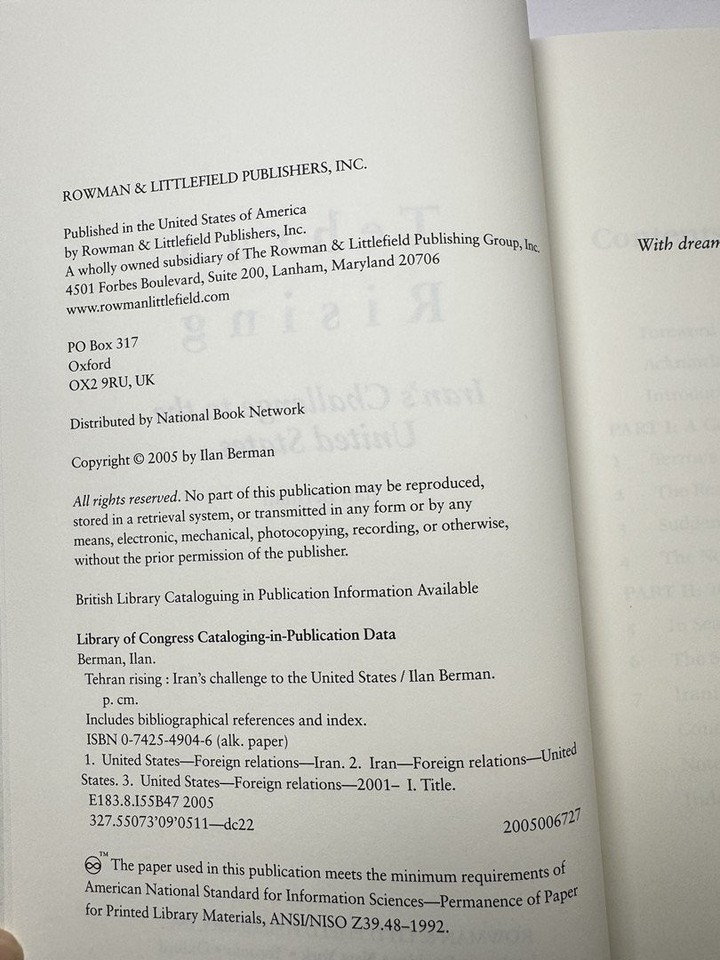 ROWMAN & LITTLEFIELD PUBLISHERS, INC.
Published in the United States of America
by Rowman & Littlefield Publishers, Inc.
A wholly owned subsidiary of The Rowman & Littlefield Publishing Group, Inc.
4501 Forbes Boulevard, Suite 200, Lanham, Maryland 20706
www.rowmanlittlefield.com
PO Box 317
Oxford
OX2 9RU, UK
Distributed by National Book Network
Copyright © 2005 by Ilan Berman
All rights reserved. No part of this publication may be reproduced,
stored in a retrieval system, or transmitted in any form or by any
means, electronic, mechanical, photocopying, recording, or otherwise,
without the prior permission of the publisher.
British Library Cataloguing in Publication Information Available
Library of Congress Cataloging-in-Publication Data
Berman, Ilan.
Tehran rising : Iran's challenge to the United States / Ilan Berman.
p. cm.
Includes bibliographical references and index.
ISBN 0-7425-4904-6 (alk. paper)
1. United States—Foreign relations—Iran. 2. Iran—Foreign relations—United
States. 3. United States—Foreign relations—2001– I. Title.
E183.8.I55B47 2005
327.55073'09'0511—dc22
2005006727
™ The paper used in this publication meets the minimum requirements of
American National Standard for Information Sciences—Permanence of Paper
for Printed Library Materials, ANSI/NISO Z39.48–1992.
With dream